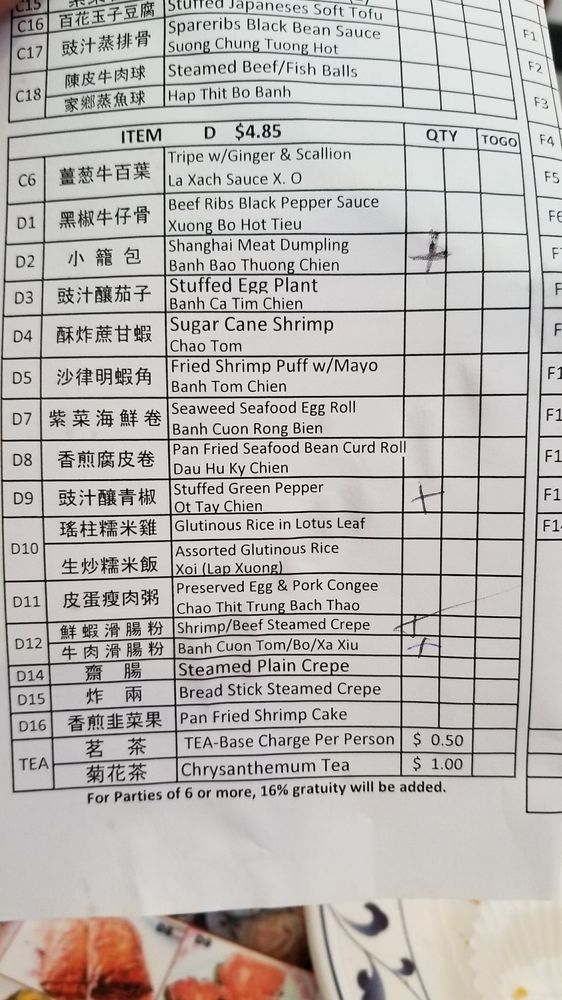 C15
Stuffed Japaneses Soft Tofu
C16 百花玉子豆腐
C17 豉汁蒸排骨 Spareribs Black Bean Sauce
Suong Chung Tuong Hot
C18 陳皮牛肉球 Steamed Beef/Fish Balls
家鄉蒸魚球 Hap Thit Bo Banh
ITEM D $4.85 QTY TOGO
C6 薑葱牛百葉 Tripe w/Ginger & Scallion
La Xach Sauce X. O
D1 黑椒牛仔骨 Beef Ribs Black Pepper Sauce
Xuong Bo Hot Tieu
D2 小籠包 Shanghai Meat Dumpling
Banh Bao Thuong Chien
D3 豉汁釀茄子 Stuffed Egg Plant
Banh Ca Tim Chien
D4 酥炸蔗甘蝦 Sugar Cane Shrimp
Chao Tom
D5 沙律明蝦角 Fried Shrimp Puff w/Mayo
Banh Tom Chien
D7 紫菜海鮮卷 Seaweed Seafood Egg Roll
Banh Cuon Rong Bien
D8 香煎腐皮卷 Pan Fried Seafood Bean Curd Roll
Dau Hu Ky Chien
D9 豉汁釀青椒 Stuffed Green Pepper
Ot Tay Chien
D10 瑤柱糯米雞 Glutinous Rice in Lotus Leaf
生炒糯米飯 Assorted Glutinous Rice
Xoi (Lap Xuong)
D11 皮蛋瘦肉粥 Preserved Egg & Pork Congee
Chao Thit Trung Bach Thao
D12 鮮蝦滑腸粉 Shrimp/Beef Steamed Crepe
牛肉滑腸粉 Banh Cuon Tom/Bo/Xa Xiu
D14 齋腸 Steamed Plain Crepe
D15 炸兩 Bread Stick Steamed Crepe
D16 香煎韭菜果 Pan Fried Shrimp Cake
TEA 茗茶 TEA-Base Charge Per Person $ 0.50
菊花茶 Chrysanthemum Tea $ 1.00
For Parties of 6 or more, 16% gratuity will be added.
F1
F2
F3
F4
F5